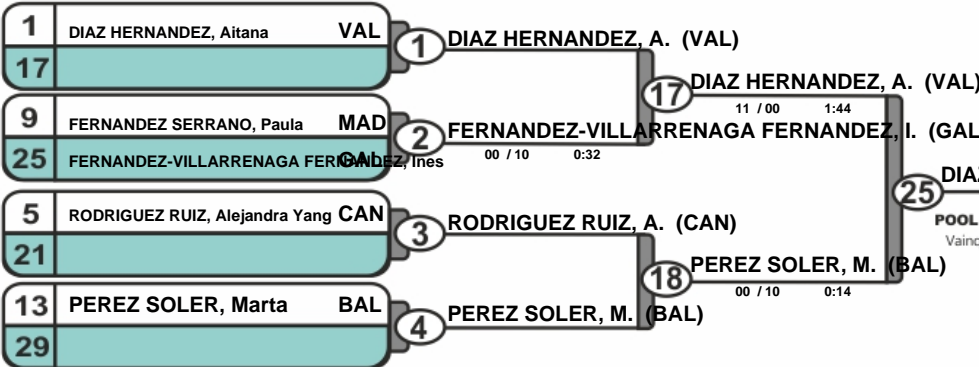 1 DIAZ HERNANDEZ, Aitana VAL
17
1 DIAZ HERNANDEZ, A. (VAL)
17 DIAZ HERNANDEZ, A. (VAL)
11 / 00 1:44
9 FERNANDEZ SERRANO, Paula MAD
25 FERNANDEZ-VILLARRENAGA FERNANDEZ, Ines GAL
2 FERNANDEZ-VILLARRENAGA FERNANDEZ, I. (GAL
00 / 10 0:32
25 DIAZ
POOL
Vainc
5 RODRIGUEZ RUIZ, Alejandra Yang CAN
21
3 RODRIGUEZ RUIZ, A. (CAN)
18 PEREZ SOLER, M. (BAL)
00 / 10 0:14
13 PEREZ SOLER, Marta BAL
29
4 PEREZ SOLER, M. (BAL)